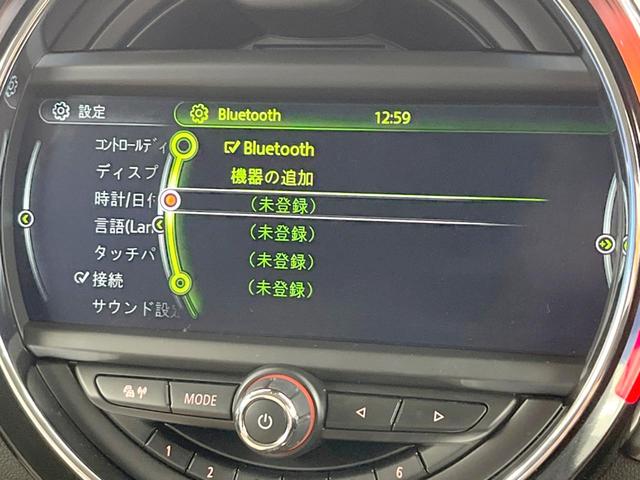 設定
Bluetooth
12:59
コントロールディ
ディスプ
時計/日付
言語(Lan
タッチパ
接続
サウンド設定
Bluetooth
機器の追加
(未登録)
(未登録)
(未登録)
(未登録)
MODE
1
2
6